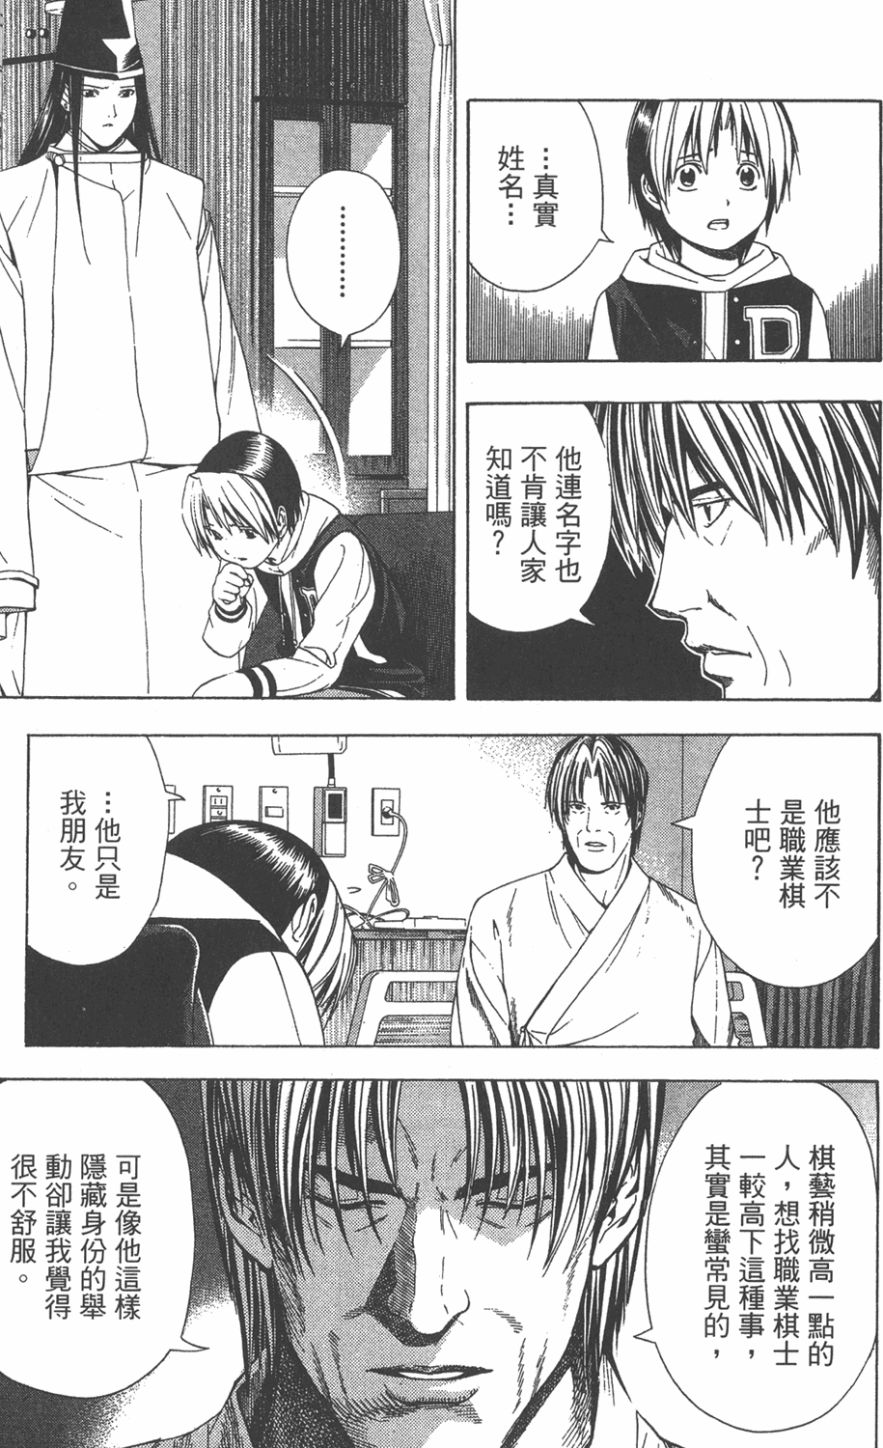 …真實
姓名…
他連名字也
不肯讓人家
知道嗎？
…………
他應該不
是職業棋
士吧？
…他只是
我朋友。
棋藝稍微高一點的
人，想找職業棋士
一較高下這種事，
其實是蠻常見的，
可是像他這樣
隱藏身份的舉
動卻讓我覺得
很不舒服。
D